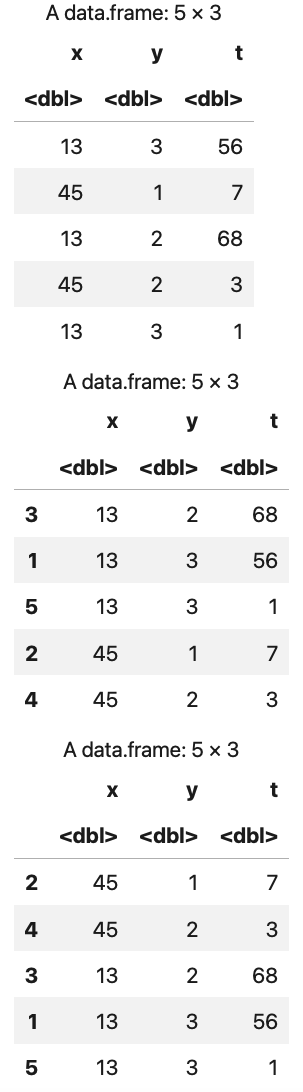 A data.frame: 5 × 3
x y t
<dbl> <dbl> <dbl>
13 3 56
45 1 7
13 2 68
45 2 3
13 3 1
A data.frame: 5 × 3
x y t
<dbl> <dbl> <dbl>
3 13 2 68
1 13 3 56
5 13 3 1
2 45 1 7
4 45 2 3
A data.frame: 5 × 3
x y t
<dbl> <dbl> <dbl>
2 45 1 7
4 45 2 3
3 13 2 68
1 13 3 56
5 13 3 1